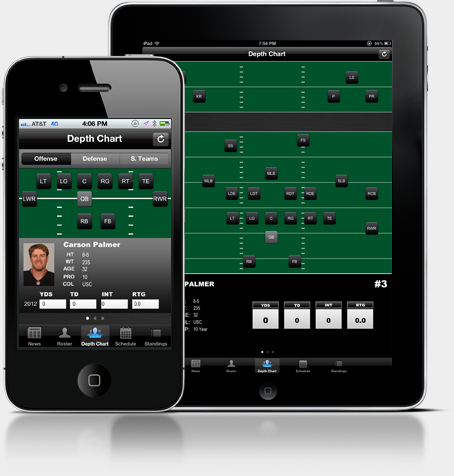 AT&T 4G 4:06 PM
Depth Chart
Offense Defense S. Teams
LT LG C RG RT TE
LWR QB RWR
RB FB
Carson Palmer
HT 6-5
WT 235
AGE 32
PRO 10
COL USC
YDS TD INT RTG
2012 0 0 0 0.0
News Roster Depth Chart Schedule Standings
iPad 7:54 PM
Depth Chart
LS
KR P PR
SS FS
WLB MLB SLB
LDE LDT RDT RDE RCB
LT LG C RG RT TE
RWR
QB
RB FB
PALMER #3
6-5
235
32
USC
10 Year
YDS TD INT RTG
0 0 0 0.0
News Roster Depth Chart Schedule Standings